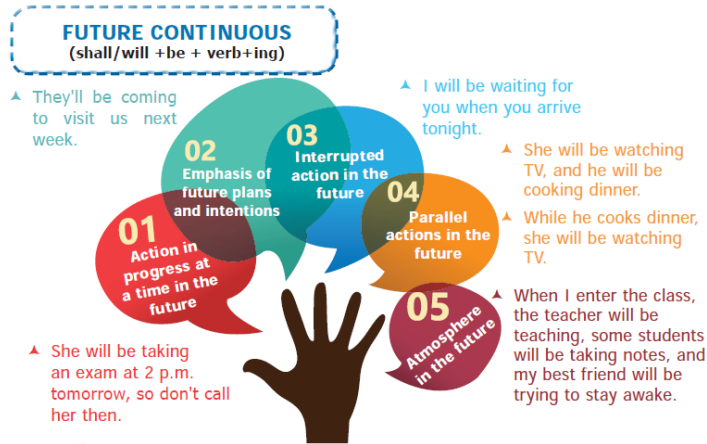 FUTURE CONTINUOUS
(shall/will +be + verb+ing)
They'll be coming
to visit us next
week.
02
Emphasis of
future plans
and intentions
03
Interrupted
action in the
future
I will be waiting for
you when you arrive
tonight.
01
Action in
progress at
a time in the
future
She will be taking
an exam at 2 p.m.
tomorrow, so don't call
her then.
04
Parallel
actions in the
future
She will be watching
TV, and he will be
cooking dinner.
While he cooks dinner,
she will be watching
TV.
05
Atmosphere
in the future
When I enter the class,
the teacher will be
teaching, some students
will be taking notes, and
my best friend will be
trying to stay awake.